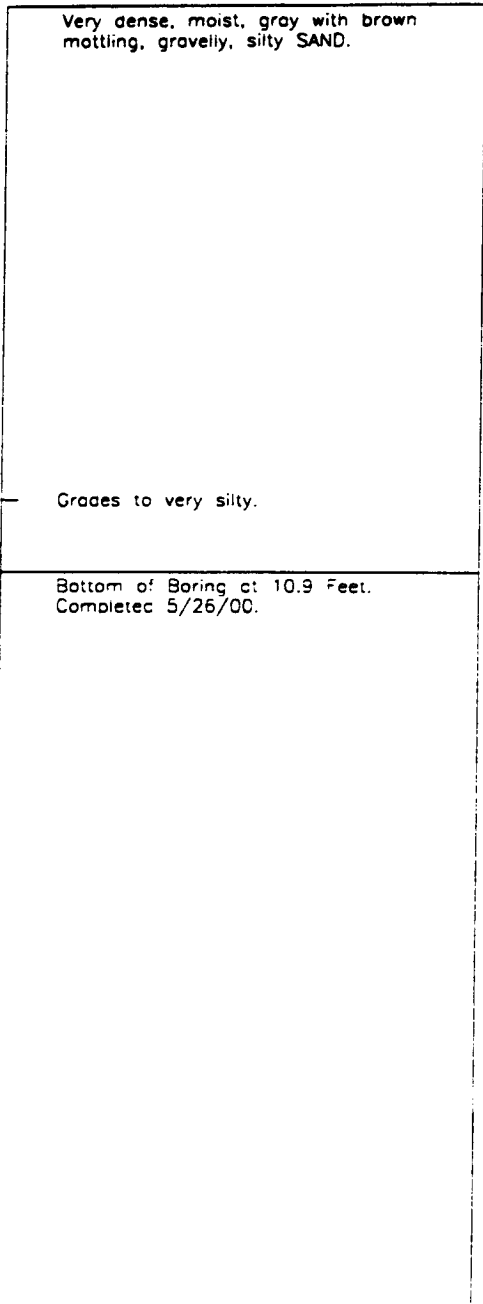 Very dense, moist, gray with brown
mottling, gravelly, silty SAND.
Grades to very silty.
Bottom of Boring at 10.9 Feet.
Completed 5/26/00.